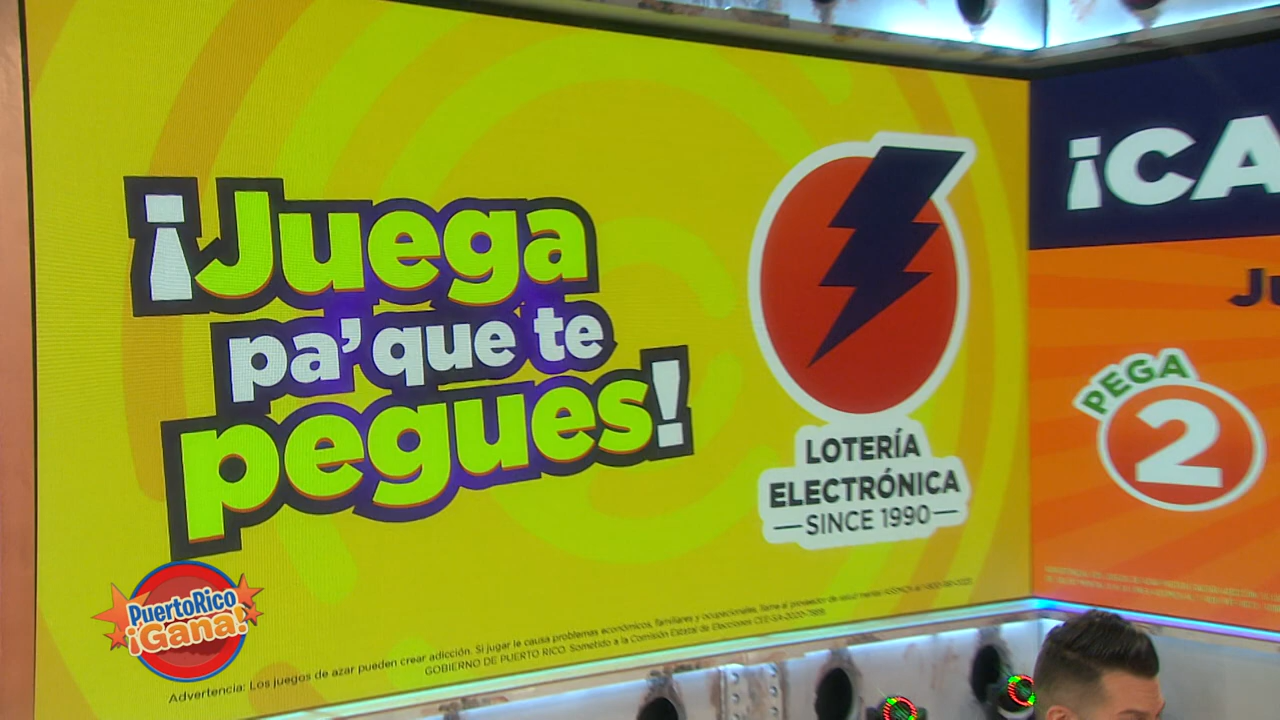 ¡Juega
pa' que te
pegues!
LOTERÍA
ELECTRÓNICA
SINCE 1990
¡CA
Ju
PEGA
2
PuertoRico
¡Gana!
Advertencia: Los juegos de azar pueden crear adicción. Si jugar le causa problemas económicos, familiares y ocupacionales, llame al proveedor de salud mental
GOBIERNO DE PUERTO RICO. Sometido a la Comisión Estatal de Elecciones